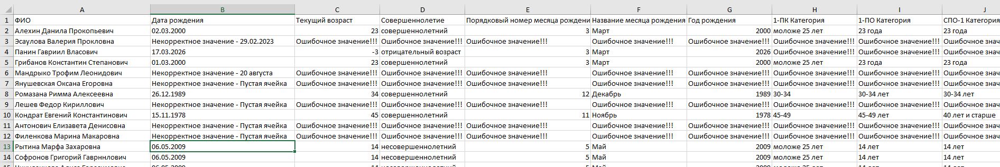 A B C D E F G H I J
1 ФИО Дата рождения Текущий возраст Совершеннолетие Порядковый номер месяца рождени Название месяца рождения Год рождения 1-ПК Категория 1-ПО Категория СПО-1 Категория
2 Алехин Данила Прокопьевич 02.03.2000 23 совершеннолетний 3 Март 2000 моложе 25 лет 23 года 23 года
3 Эсаулова Валерия Прокловна Некорректное значение - 29.02.2023 Ошибочное значение!!! Ошибочное значение!!! Ошибочное значение!!! Ошибочное значение!!! Ошибочное значение!!! Ошибочное значение!!! Ошибочное значение!!! Ошибочное знач
4 Панин Гавриил Власович 17.03.2026 -3 отрицательный возраст 3 Март 2026 Ошибочное значение!!! Ошибочное значение!!! Ошибочное знач
5 Грибанов Константин Степанович 01.03.2000 23 совершеннолетний 3 Март 2000 моложе 25 лет 23 года 23 года
6 Мандрыко Трофим Леонидович Некорректное значение - 20 августа Ошибочное значение!!! Ошибочное значение!!! Ошибочное значение!!! Ошибочное значение!!! Ошибочное значение!!! Ошибочное значение!!! Ошибочное значение!!! Ошибочное знач
7 Янушевская Оксана Егоровна Некорректное значение - Пустая ячейка Ошибочное значение!!! Ошибочное значение!!! Ошибочное значение!!! Ошибочное значение!!! Ошибочное значение!!! Ошибочное значение!!! Ошибочное значение!!! Ошибочное знач
8 Ромазана Римма Алексеевна 26.12.1989 34 совершеннолетний 12 Декабрь 1989 30-34 30-34 лет 30-34 лет
9 Лешев Федор Кириллович Некорректное значение - Пустая ячейка Ошибочное значение!!! Ошибочное значение!!! Ошибочное значение!!! Ошибочное значение!!! Ошибочное значение!!! Ошибочное значение!!! Ошибочное значение!!! Ошибочное знач
10 Кондрат Евгений Константинович 15.11.1978 45 совершеннолетний 11 Ноябрь 1978 45-49 45-49 лет 40 лет и старше
11 Антонович Елизавета Денисовна Некорректное значение - Пустая ячейка Ошибочное значение!!! Ошибочное значение!!! Ошибочное значение!!! Ошибочное значение!!! Ошибочное значение!!! Ошибочное значение!!! Ошибочное значение!!! Ошибочное знач
12 Филенкова Марина Макаровна Некорректное значение - Пустая ячейка Ошибочное значение!!! Ошибочное значение!!! Ошибочное значение!!! Ошибочное значение!!! Ошибочное значение!!! Ошибочное значение!!! Ошибочное значение!!! Ошибочное знач
13 Рытина Марфа Захаровна 06.05.2009 14 несовершеннолетний 5 Май 2009 моложе 25 лет 14 лет 14 лет
14 Софронов Григорий Гаврннлович 06.05.2009 14 несовершеннолетний 5 Май 2009 моложе 25 лет 14 лет 14 лет